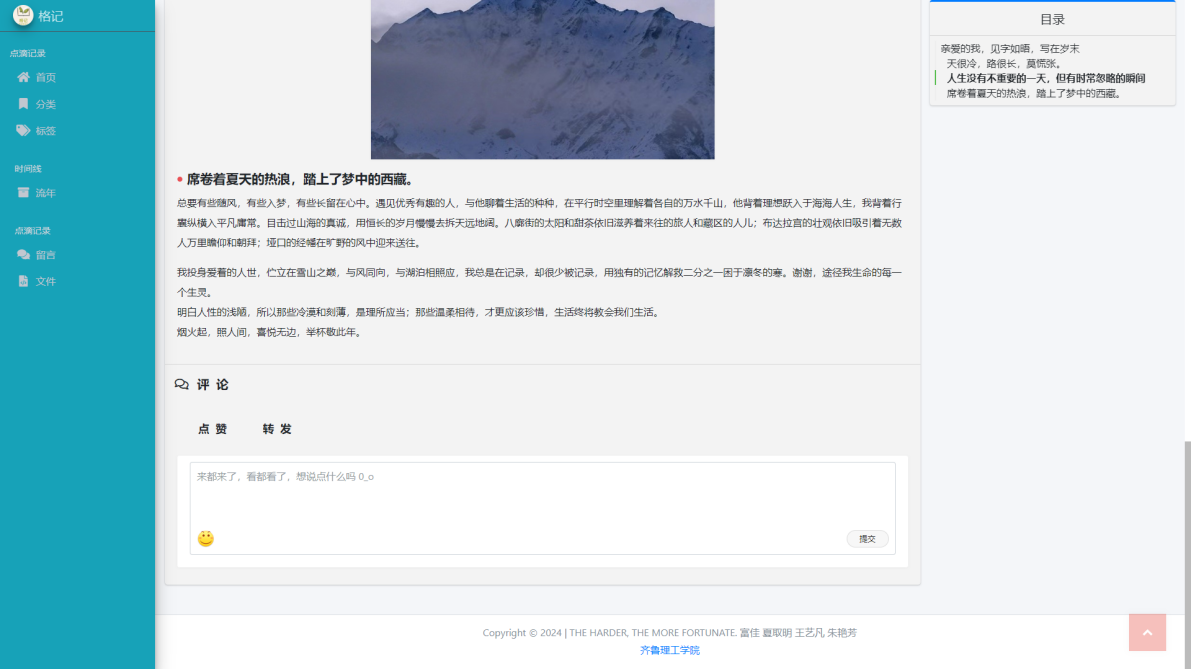 格记
点滴记录
首页
分类
标签
时间线
流年
点滴记录
留言
文件
席卷着夏天的热浪，踏上了梦中的西藏。
总要有些随风，有些入梦，有些长留在心中。遇见优秀有趣的人，与他聊着生活的种种，在平行时空里理解着各自的万水千山，他背着理想跃入于海海人生，我背着行
囊纵横入平凡庸常。目击过山海的真诚，用恒长的岁月慢慢去拆天远地阔。八廓街的太阳和甜茶依旧滋养着来往的旅人和藏区的人儿；布达拉宫的壮观依旧吸引着无数
人万里瞻仰和朝拜；垭口的经幡在旷野的风中迎来送往。
我投身爱着的人世，伫立在雪山之巅，与风同向，与湖泊相照应，我总是在记录，却很少被记录，用独有的记忆解救二分之一困于凛冬的寒。谢谢，途径我生命的每一
个生灵。
明白人性的浅陋，所以那些冷漠和刻薄，是理所应当；那些温柔相待，才更应该珍惜，生活终将教会我们生活。
烟火起，照人间，喜悦无边，举杯敬此年。
评 论
点 赞 转 发
来都来了，看都看了，想说点什么吗 0_o
提交
目录
亲爱的我，见字如晤，写在岁末
天很冷，路很长，莫慌张。
人生没有不重要的一天，但有时常忽略的瞬间
席卷着夏天的热浪，踏上了梦中的西藏。
Copyright © 2024 | THE HARDER, THE MORE FORTUNATE. 富佳 夏取明 王艺凡 朱艳芳
齐鲁理工学院